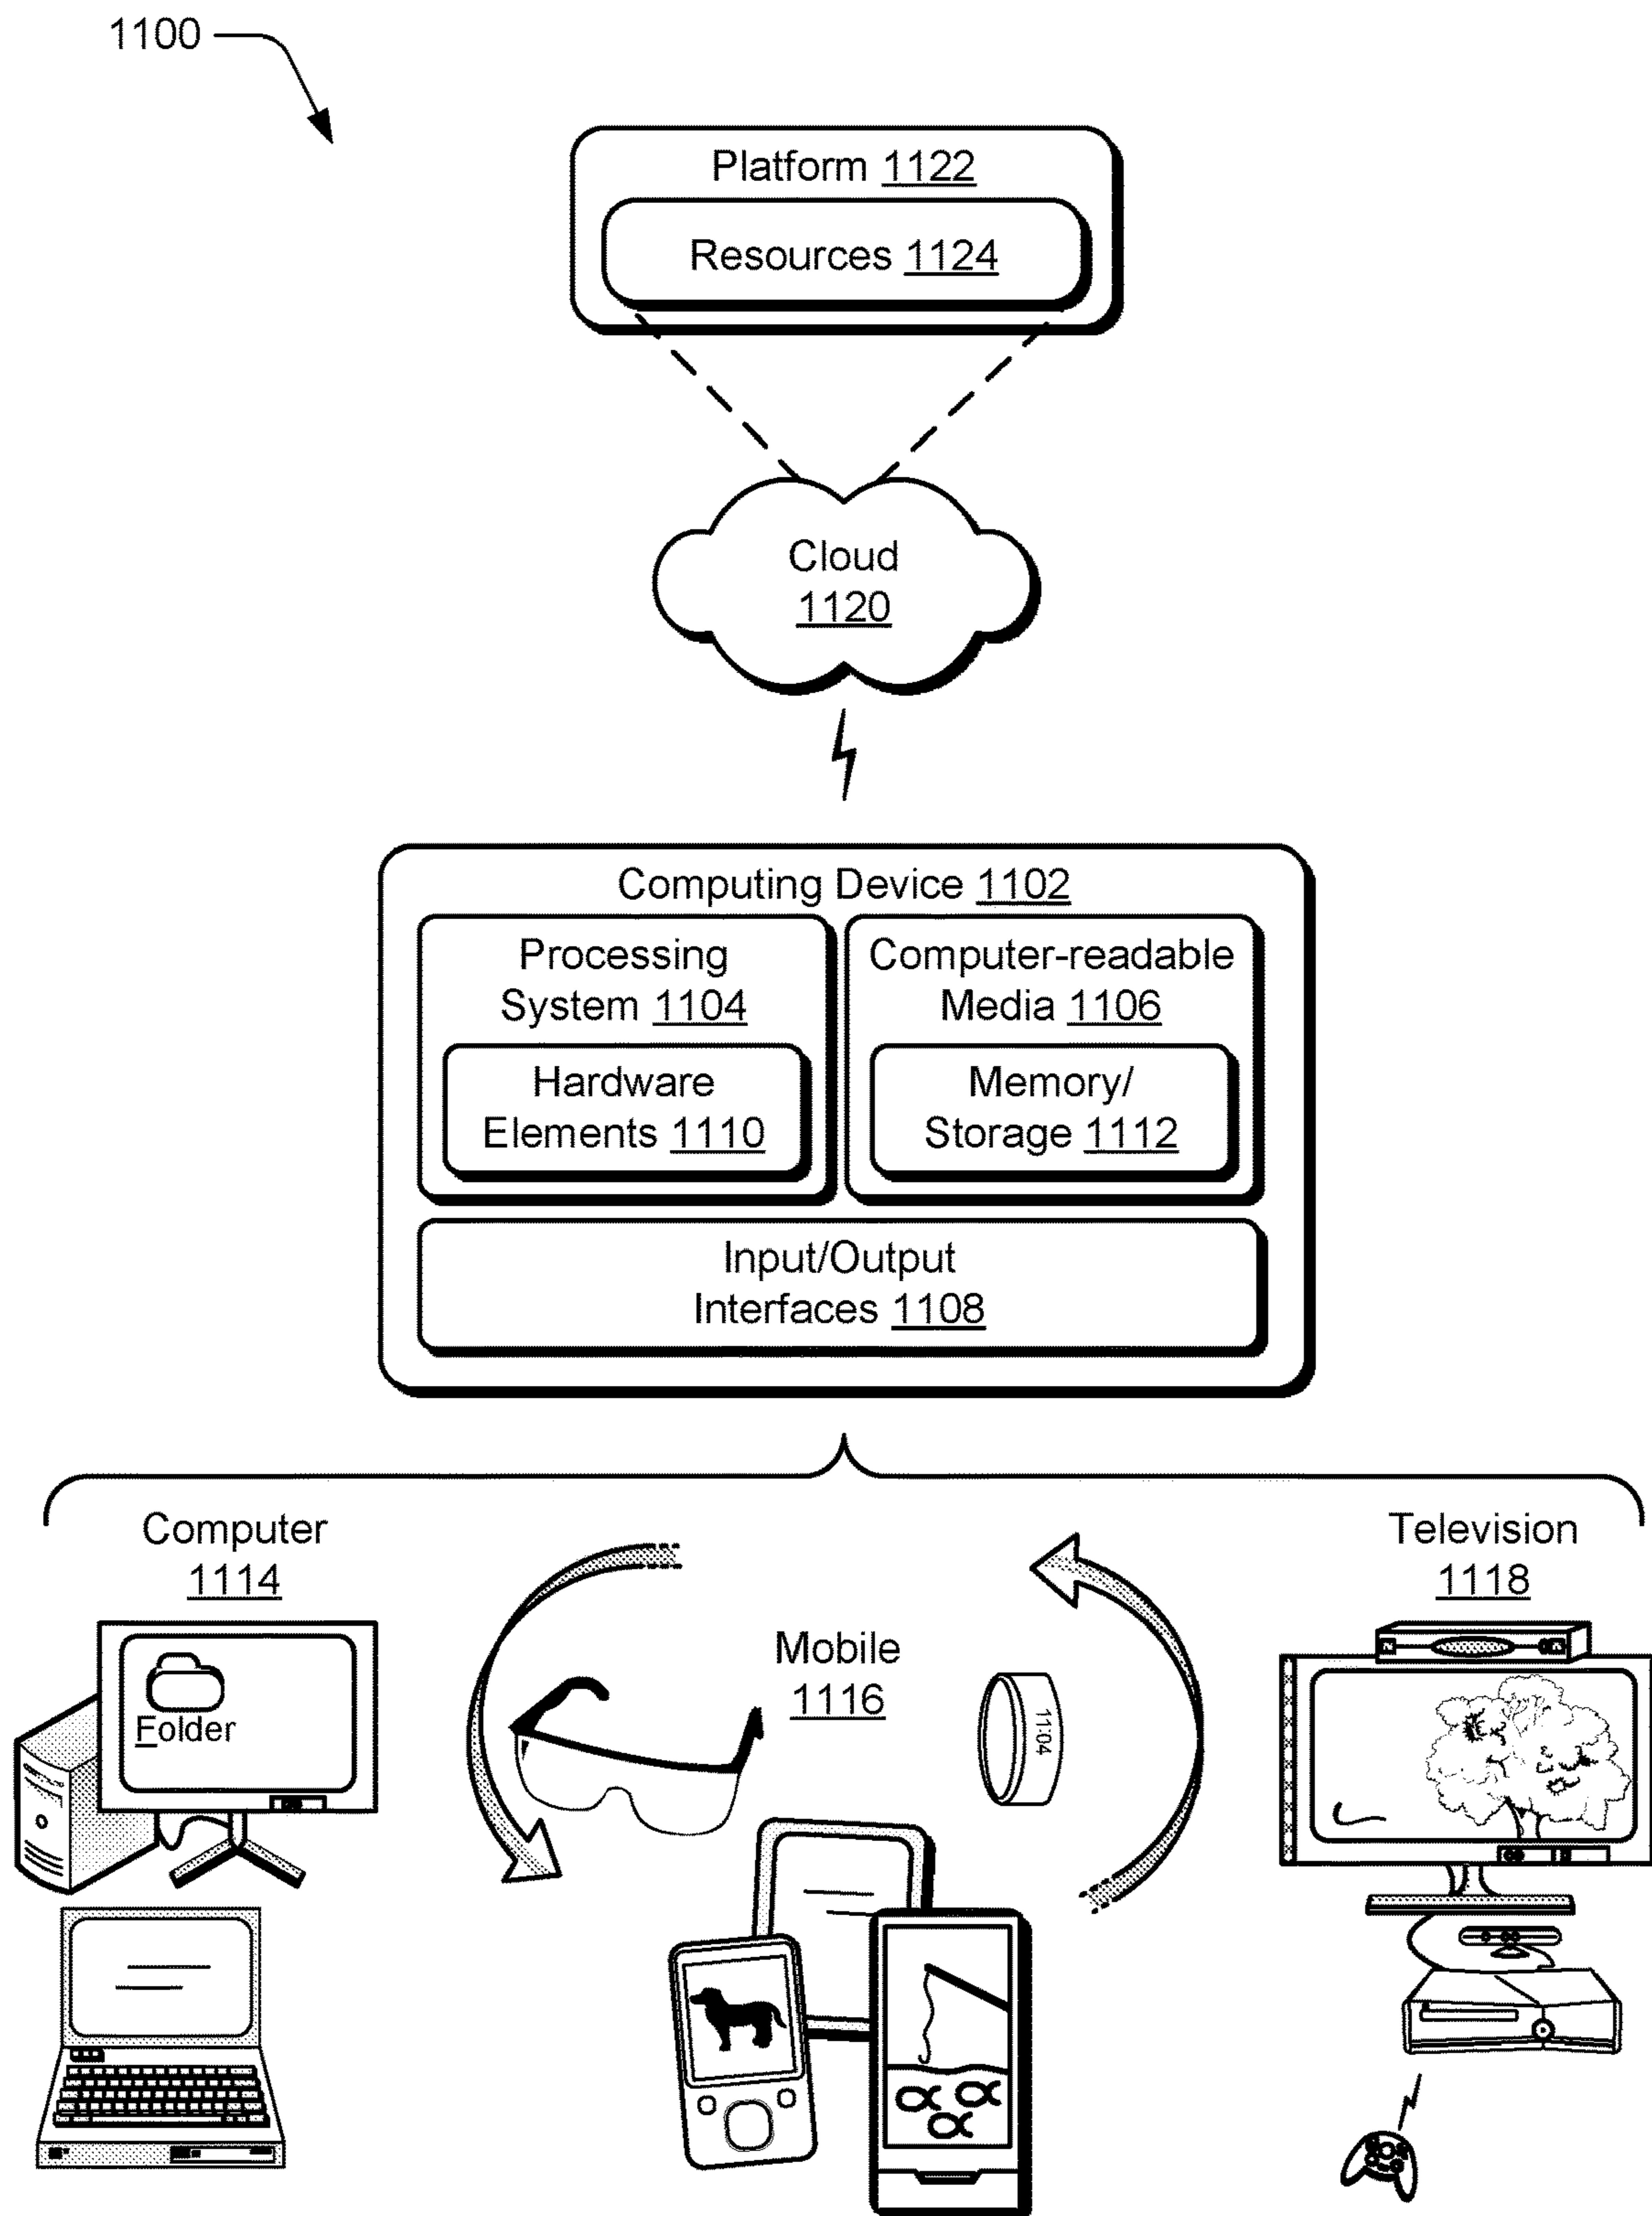 1100
Platform 1122
Resources 1124
Cloud
1120
Computing Device 1102
Processing
System 1104
Hardware
Elements 1110
Computer-readable
Media 1106
Memory/
Storage 1112
Input/Output
Interfaces 1108
Computer
1114
Folder
Mobile
1116
11:04
Television
1118